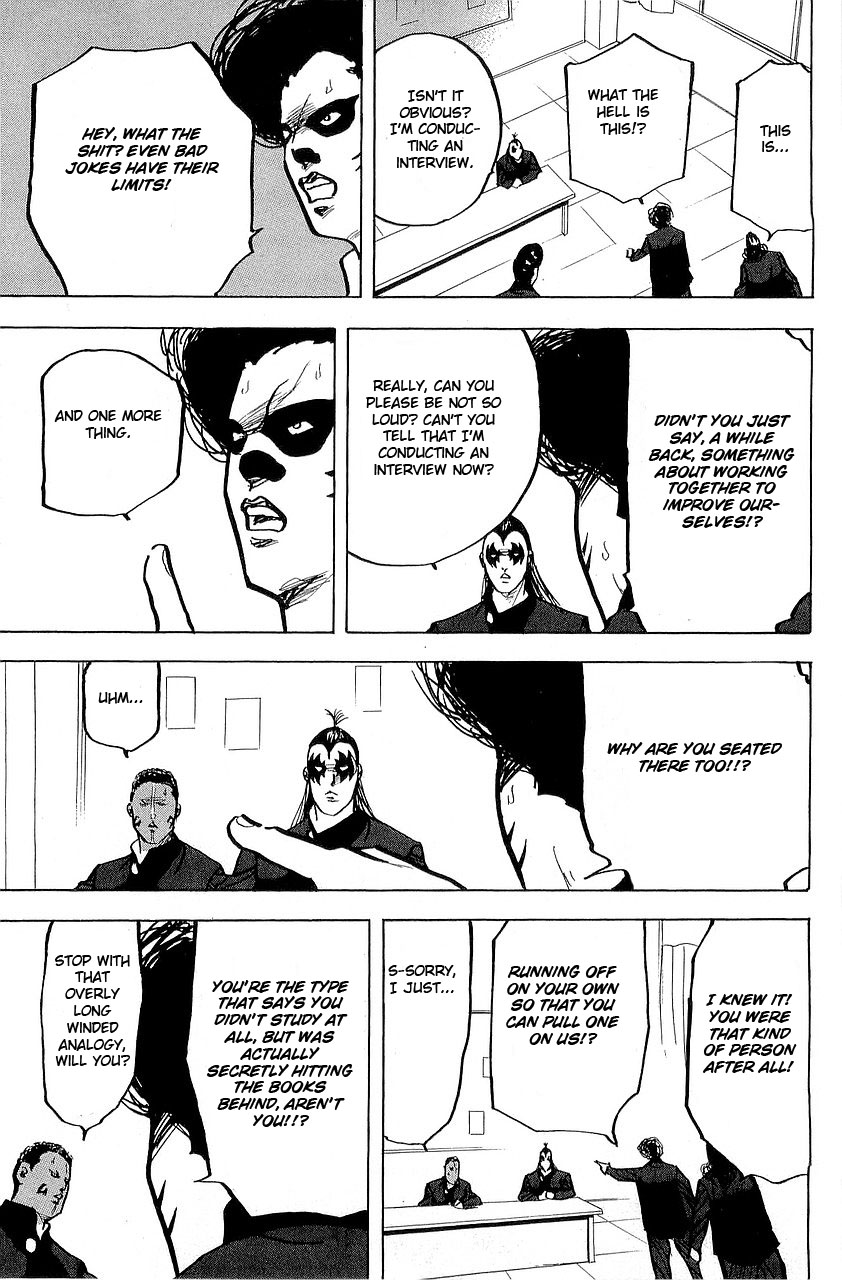 THIS
IS...
WHAT THE
HELL IS
THIS!?
ISN'T IT
OBVIOUS?
I'M CONDUC-
TING AN
INTERVIEW.
HEY, WHAT THE
SHIT? EVEN BAD
JOKES HAVE THEIR
LIMITS!
DIDN'T YOU JUST
SAY, A WHILE
BACK, SOMETHING
ABOUT WORKING
TOGETHER TO
IMPROVE OUR-
SELVES!?
REALLY, CAN YOU
PLEASE BE NOT SO
LOUD? CAN'T YOU
TELL THAT I'M
CONDUCTING AN
INTERVIEW NOW?
AND ONE MORE
THING.
WHY ARE YOU SEATED
THERE TOO!!?
UHM...
I KNEW IT!
YOU WERE
THAT KIND
OF PERSON
AFTER ALL!
RUNNING OFF
ON YOUR OWN
SO THAT YOU
CAN PULL ONE
ON US!?
S-SORRY,
I JUST...
YOU'RE THE TYPE
THAT SAYS YOU
DIDN'T STUDY AT
ALL, BUT WAS
ACTUALLY
SECRETLY HITTING
THE BOOKS
BEHIND, AREN'T
YOU!!?
STOP WITH
THAT
OVERLY
LONG
WINDED
ANALOGY,
WILL YOU?